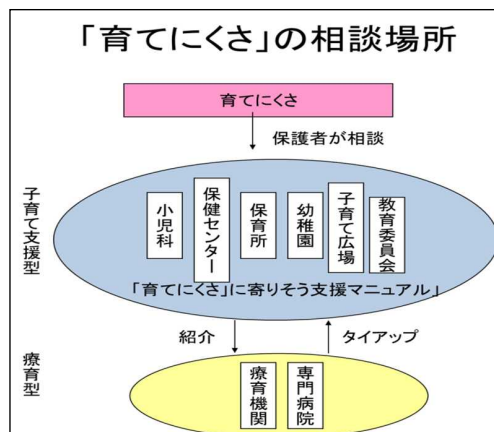 「育てにくさ」の相談場所
育てにくさ
保護者が相談
子育て支援型
小児科
保健センター
保育所
幼稚園
子育て広場
教育委員会
「育てにくさ」に寄りそう支援マニュアル」
紹介
タイアップ
療育型
療育機関
専門病院